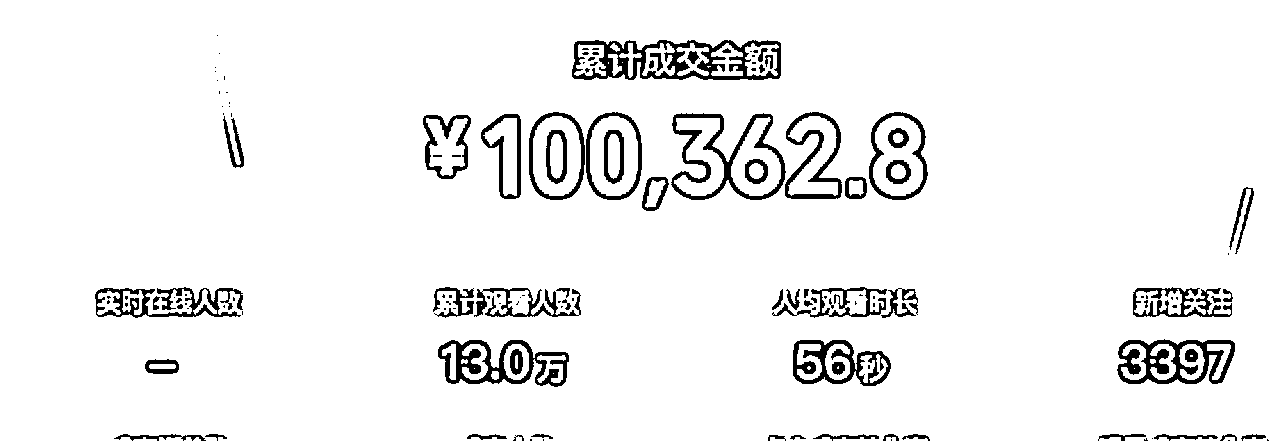 累计成交金额
¥100,362.8
实时在线人数 累计观看人数 人均观看时长 新增关注
– 13.0万 56秒 3397